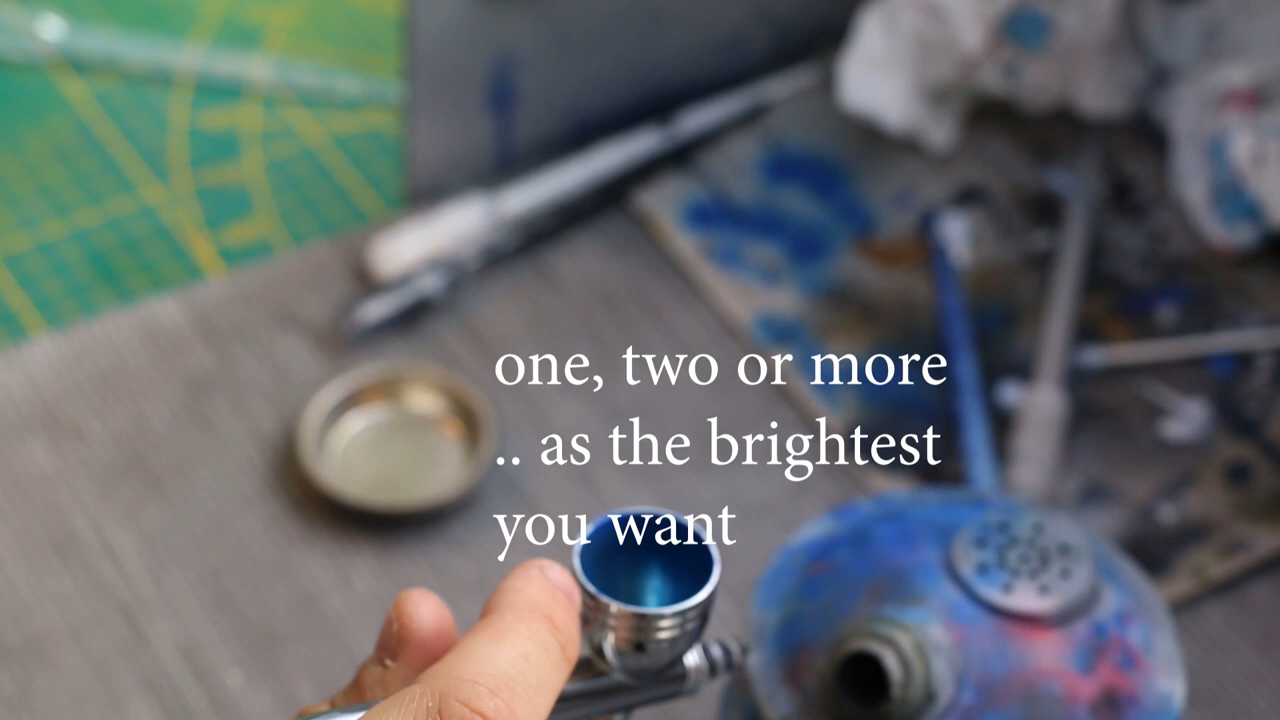 one, two or more
.. as the brightest
you want